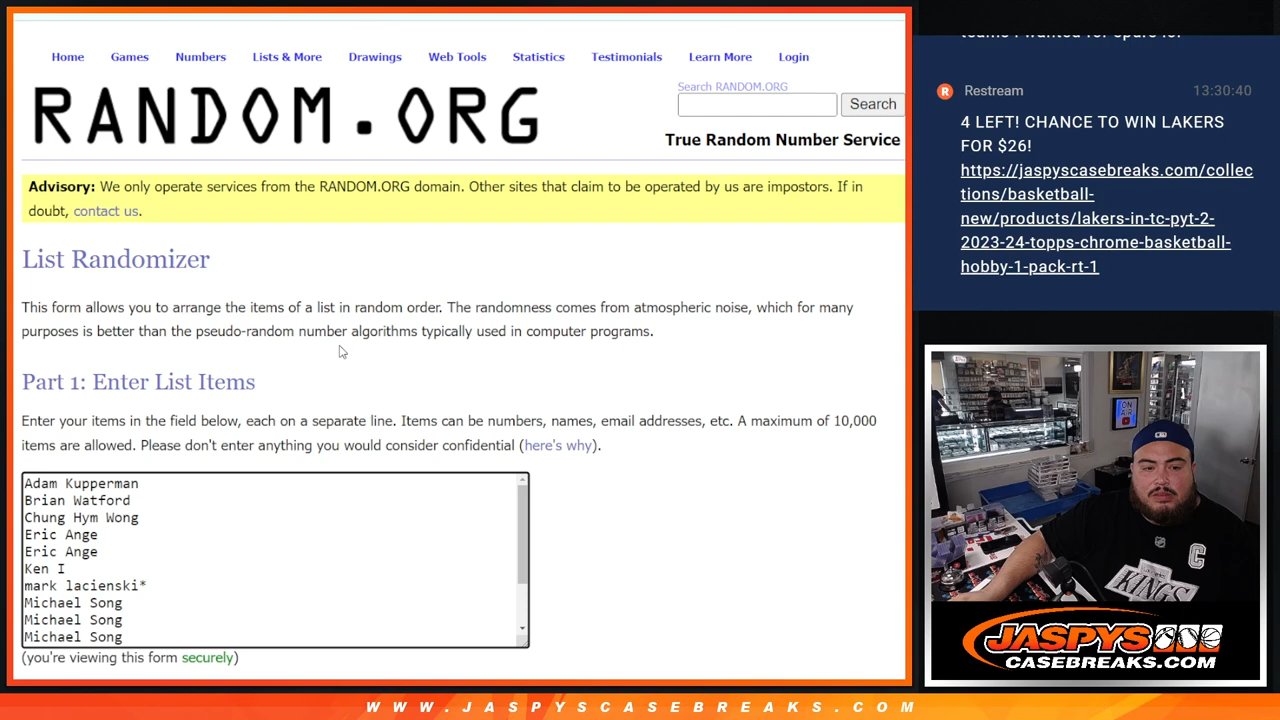 Home Games Numbers Lists & More Drawings Web Tools Statistics Testimonials Learn More Login
RANDOM.ORG
Search RANDOM.ORG
Search
True Random Number Service
Advisory: We only operate services from the RANDOM.ORG domain. Other sites that claim to be operated by us are impostors. If in
doubt, contact us.
List Randomizer
This form allows you to arrange the items of a list in random order. The randomness comes from atmospheric noise, which for many
purposes is better than the pseudo-random number algorithms typically used in computer programs.
Part 1: Enter List Items
Enter your items in the field below, each on a separate line. Items can be numbers, names, email addresses, etc. A maximum of 10,000
items are allowed. Please don't enter anything you would consider confidential (here's why).
Adam Kupperman
Brian Watford
Chung Hym Wong
Eric Ange
Eric Ange
Ken I
mark lacienski*
Michael Song
Michael Song
Michael Song
(you're viewing this form securely)
teams I wanted for spare for
R Restream 13:30:40
4 LEFT! CHANCE TO WIN LAKERS
FOR $26!
https://jaspyscasebreaks.com/collec
tions/basketball-
new/products/lakers-in-tc-pyt-2-
2023-24-topps-chrome-basketball-
hobby-1-pack-rt-1
ON
AIR
C
KINGS
JASPYS
CASEBREAKS.COM
WWW.JASPYSCASEBREAKS.COM